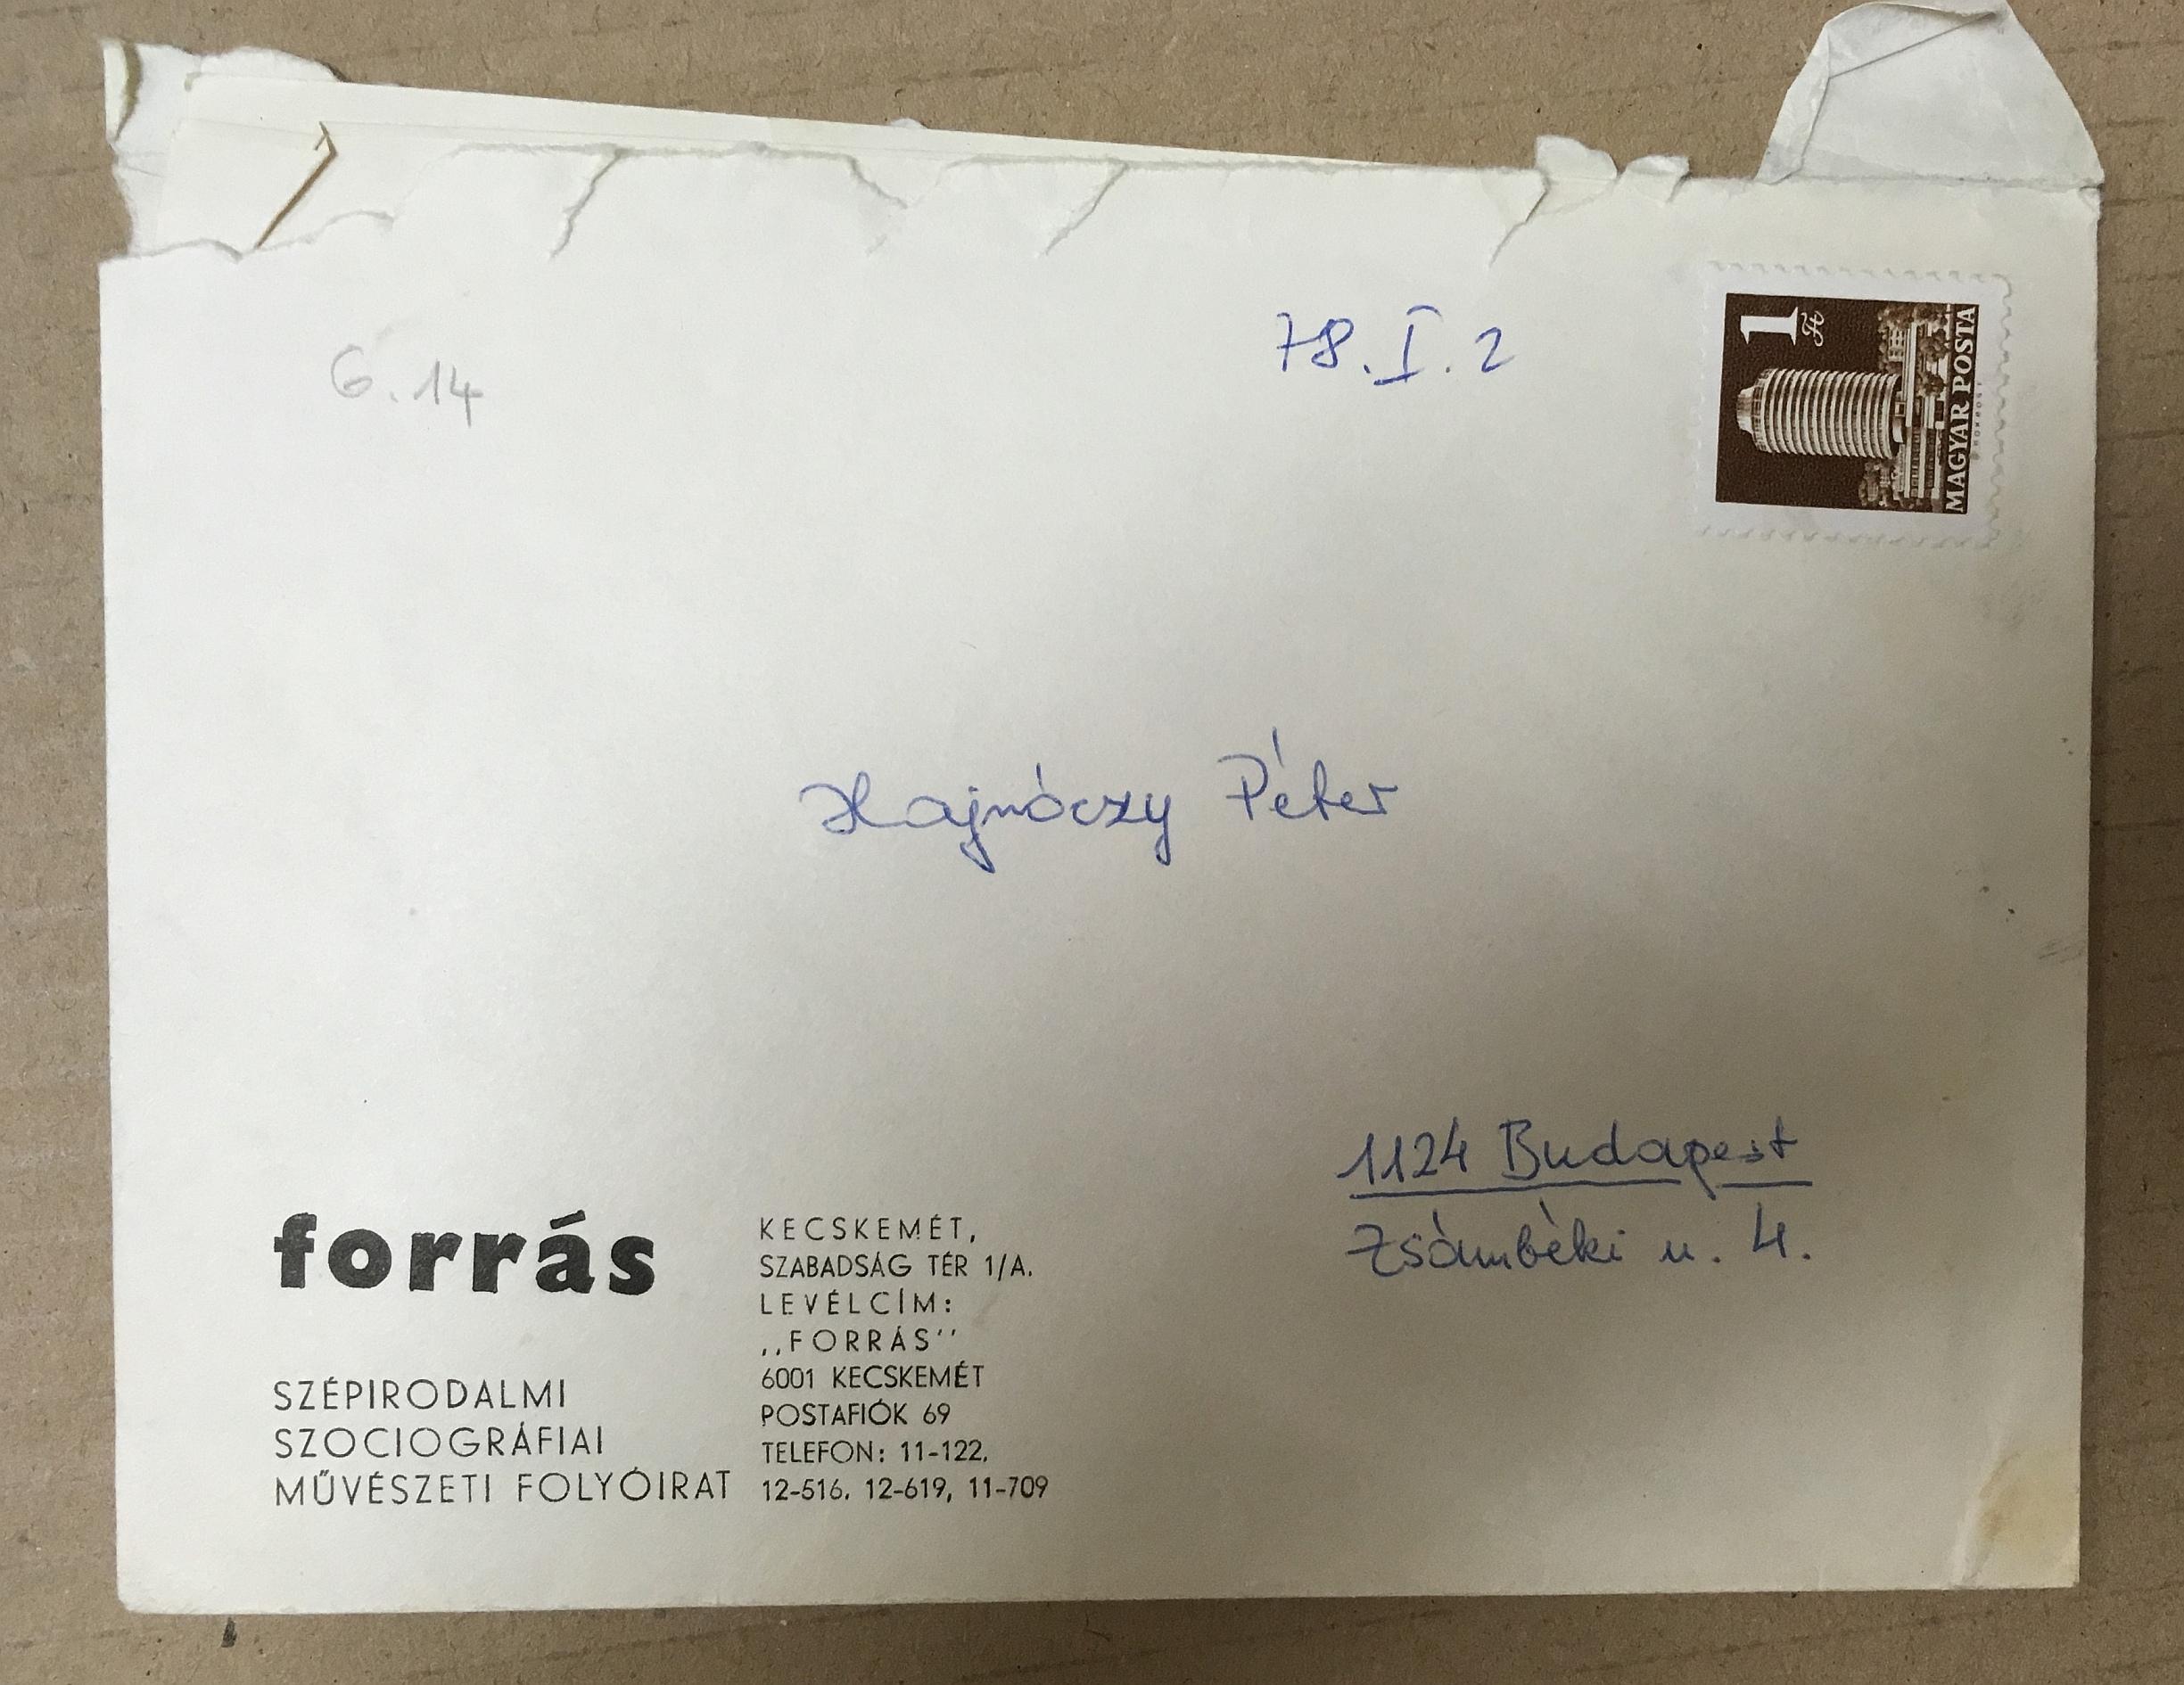 6.14
78.I.2
1 Ft
MAGYAR POSTA
Hajnóczy Péter
1124 Budapest
Zsámbéki u. 4.
forrás
SZÉPIRODALMI
SZOCIOGRÁFIAI
MŰVÉSZETI FOLYÓIRAT
KECSKEMÉT,
SZABADSÁG TÉR 1/A.
LEVÉLCÍM:
,,FORRÁS''
6001 KECSKEMÉT
POSTAFIÓK 69
TELEFON: 11-122,
12-516. 12-619, 11-709